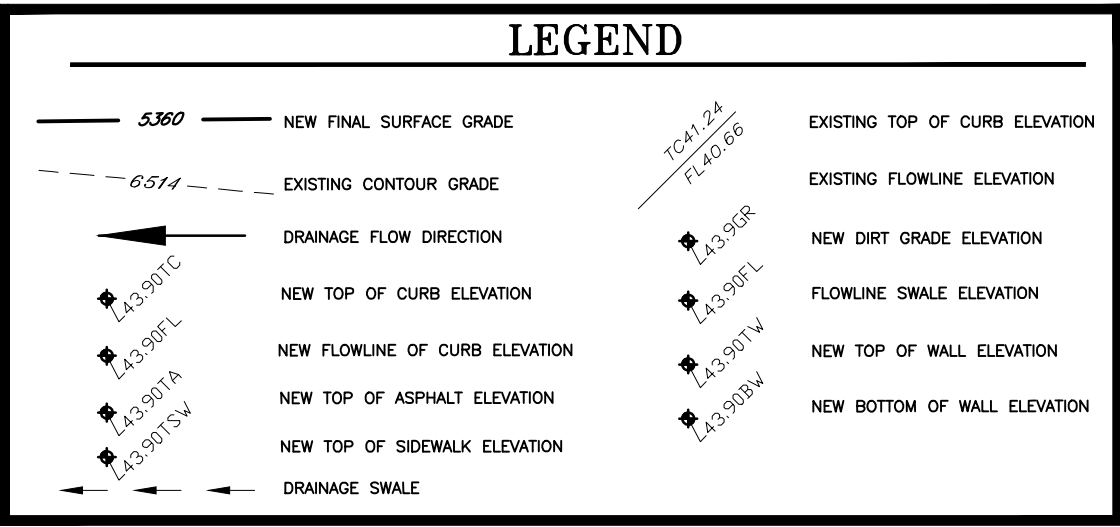 LEGEND
5360 NEW FINAL SURFACE GRADE
6514 EXISTING CONTOUR GRADE
DRAINAGE FLOW DIRECTION
43.90TC NEW TOP OF CURB ELEVATION
43.90FL NEW FLOWLINE OF CURB ELEVATION
43.90TA NEW TOP OF ASPHALT ELEVATION
43.90TSW NEW TOP OF SIDEWALK ELEVATION
DRAINAGE SWALE
TC41.24 EXISTING TOP OF CURB ELEVATION
FL40.66 EXISTING FLOWLINE ELEVATION
43.9GR NEW DIRT GRADE ELEVATION
43.90FL FLOWLINE SWALE ELEVATION
43.90TW NEW TOP OF WALL ELEVATION
43.90BW NEW BOTTOM OF WALL ELEVATION